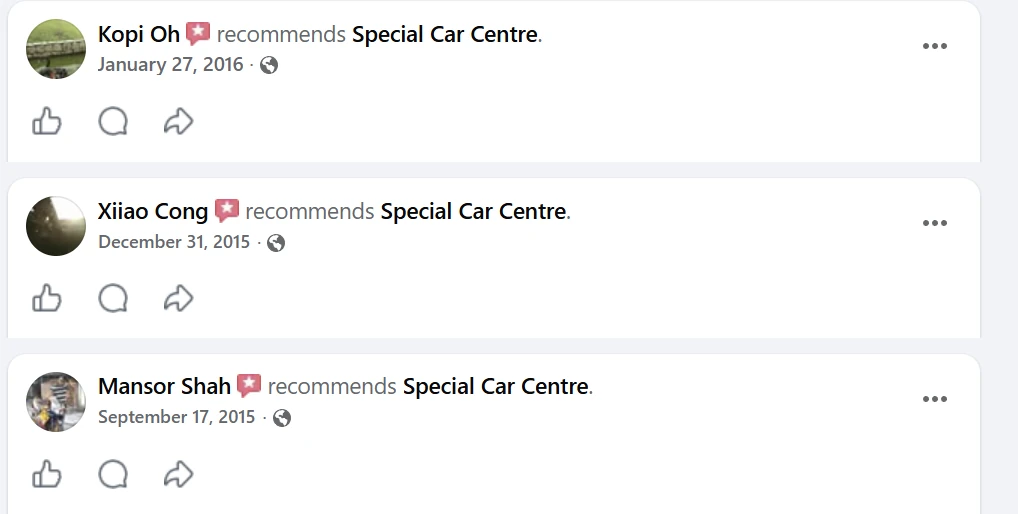 Kopi Oh recommends Special Car Centre.
January 27, 2016 ·
Xiiao Cong recommends Special Car Centre.
December 31, 2015 ·
Mansor Shah recommends Special Car Centre.
September 17, 2015 ·